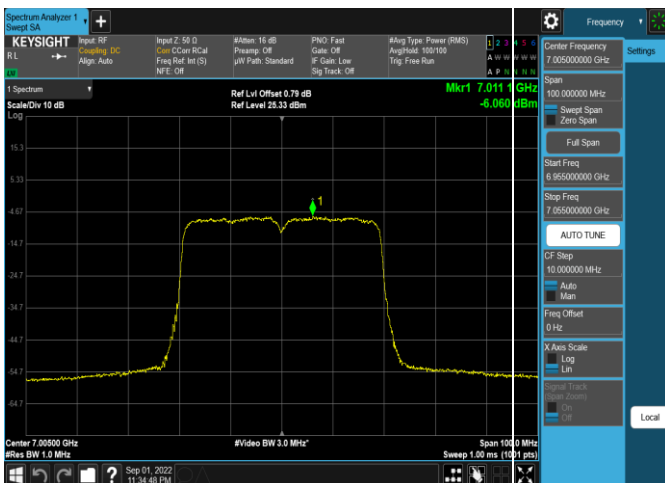 Spectrum Analyzer 1
Swept SA
+
Frequency
KEYSIGHT
Input: RF
Input Z: 50 Ω
#Atten: 16 dB
PNO: Fast
#Avg Type: Power (RMS)
1 2 3 4 5 6
R L
Coupling: DC
Corr CCorr RCal
Preamp: Off
Gate: Off
Avg|Hold: 100/100
A W W W W W
Align: Auto
Freq Ref: Int (S)
µW Path: Standard
IF Gain: Low
Trig: Free Run
NFE: Off
Sig Track: Off
A P N N N N
LXI
1 Spectrum
Scale/Div 10 dB
Log
Ref Lvl Offset 0.79 dB
Ref Level 25.33 dBm
Mkr1 7.011 1 GHz
-6.060 dBm
15.3
5.33
-4.67
-14.7
-24.7
-34.7
-44.7
-54.7
-64.7
1
Center 7.00500 GHz
#Video BW 3.0 MHz*
Span 100.0 MHz
#Res BW 1.0 MHz
Sweep 1.00 ms (1001 pts)
Center Frequency
7.005000000 GHz
Settings
Span
100.000000 MHz
Swept Span
Zero Span
Full Span
Start Freq
6.955000000 GHz
Stop Freq
7.055000000 GHz
AUTO TUNE
CF Step
10.000000 MHz
Auto
Man
Freq Offset
0 Hz
X Axis Scale
Log
Lin
Signal Track
(Span Zoom)
On
Off
Local
?
Sep 01, 2022
11:34:48 PM